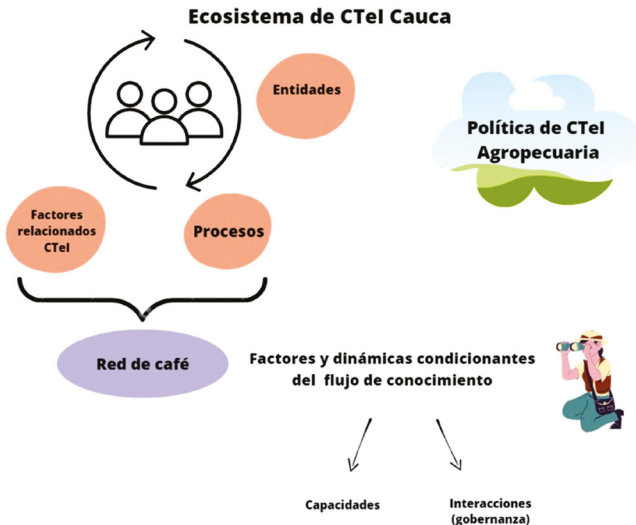 Ecosistema de CTeI Cauca
Entidades
Política de CTeI
Agropecuaria
Factores
relacionados
CTeI
Procesos
Red de café
Factores y dinámicas condicionantes
del flujo de conocimiento
Capacidades
Interacciones
(gobernanza)